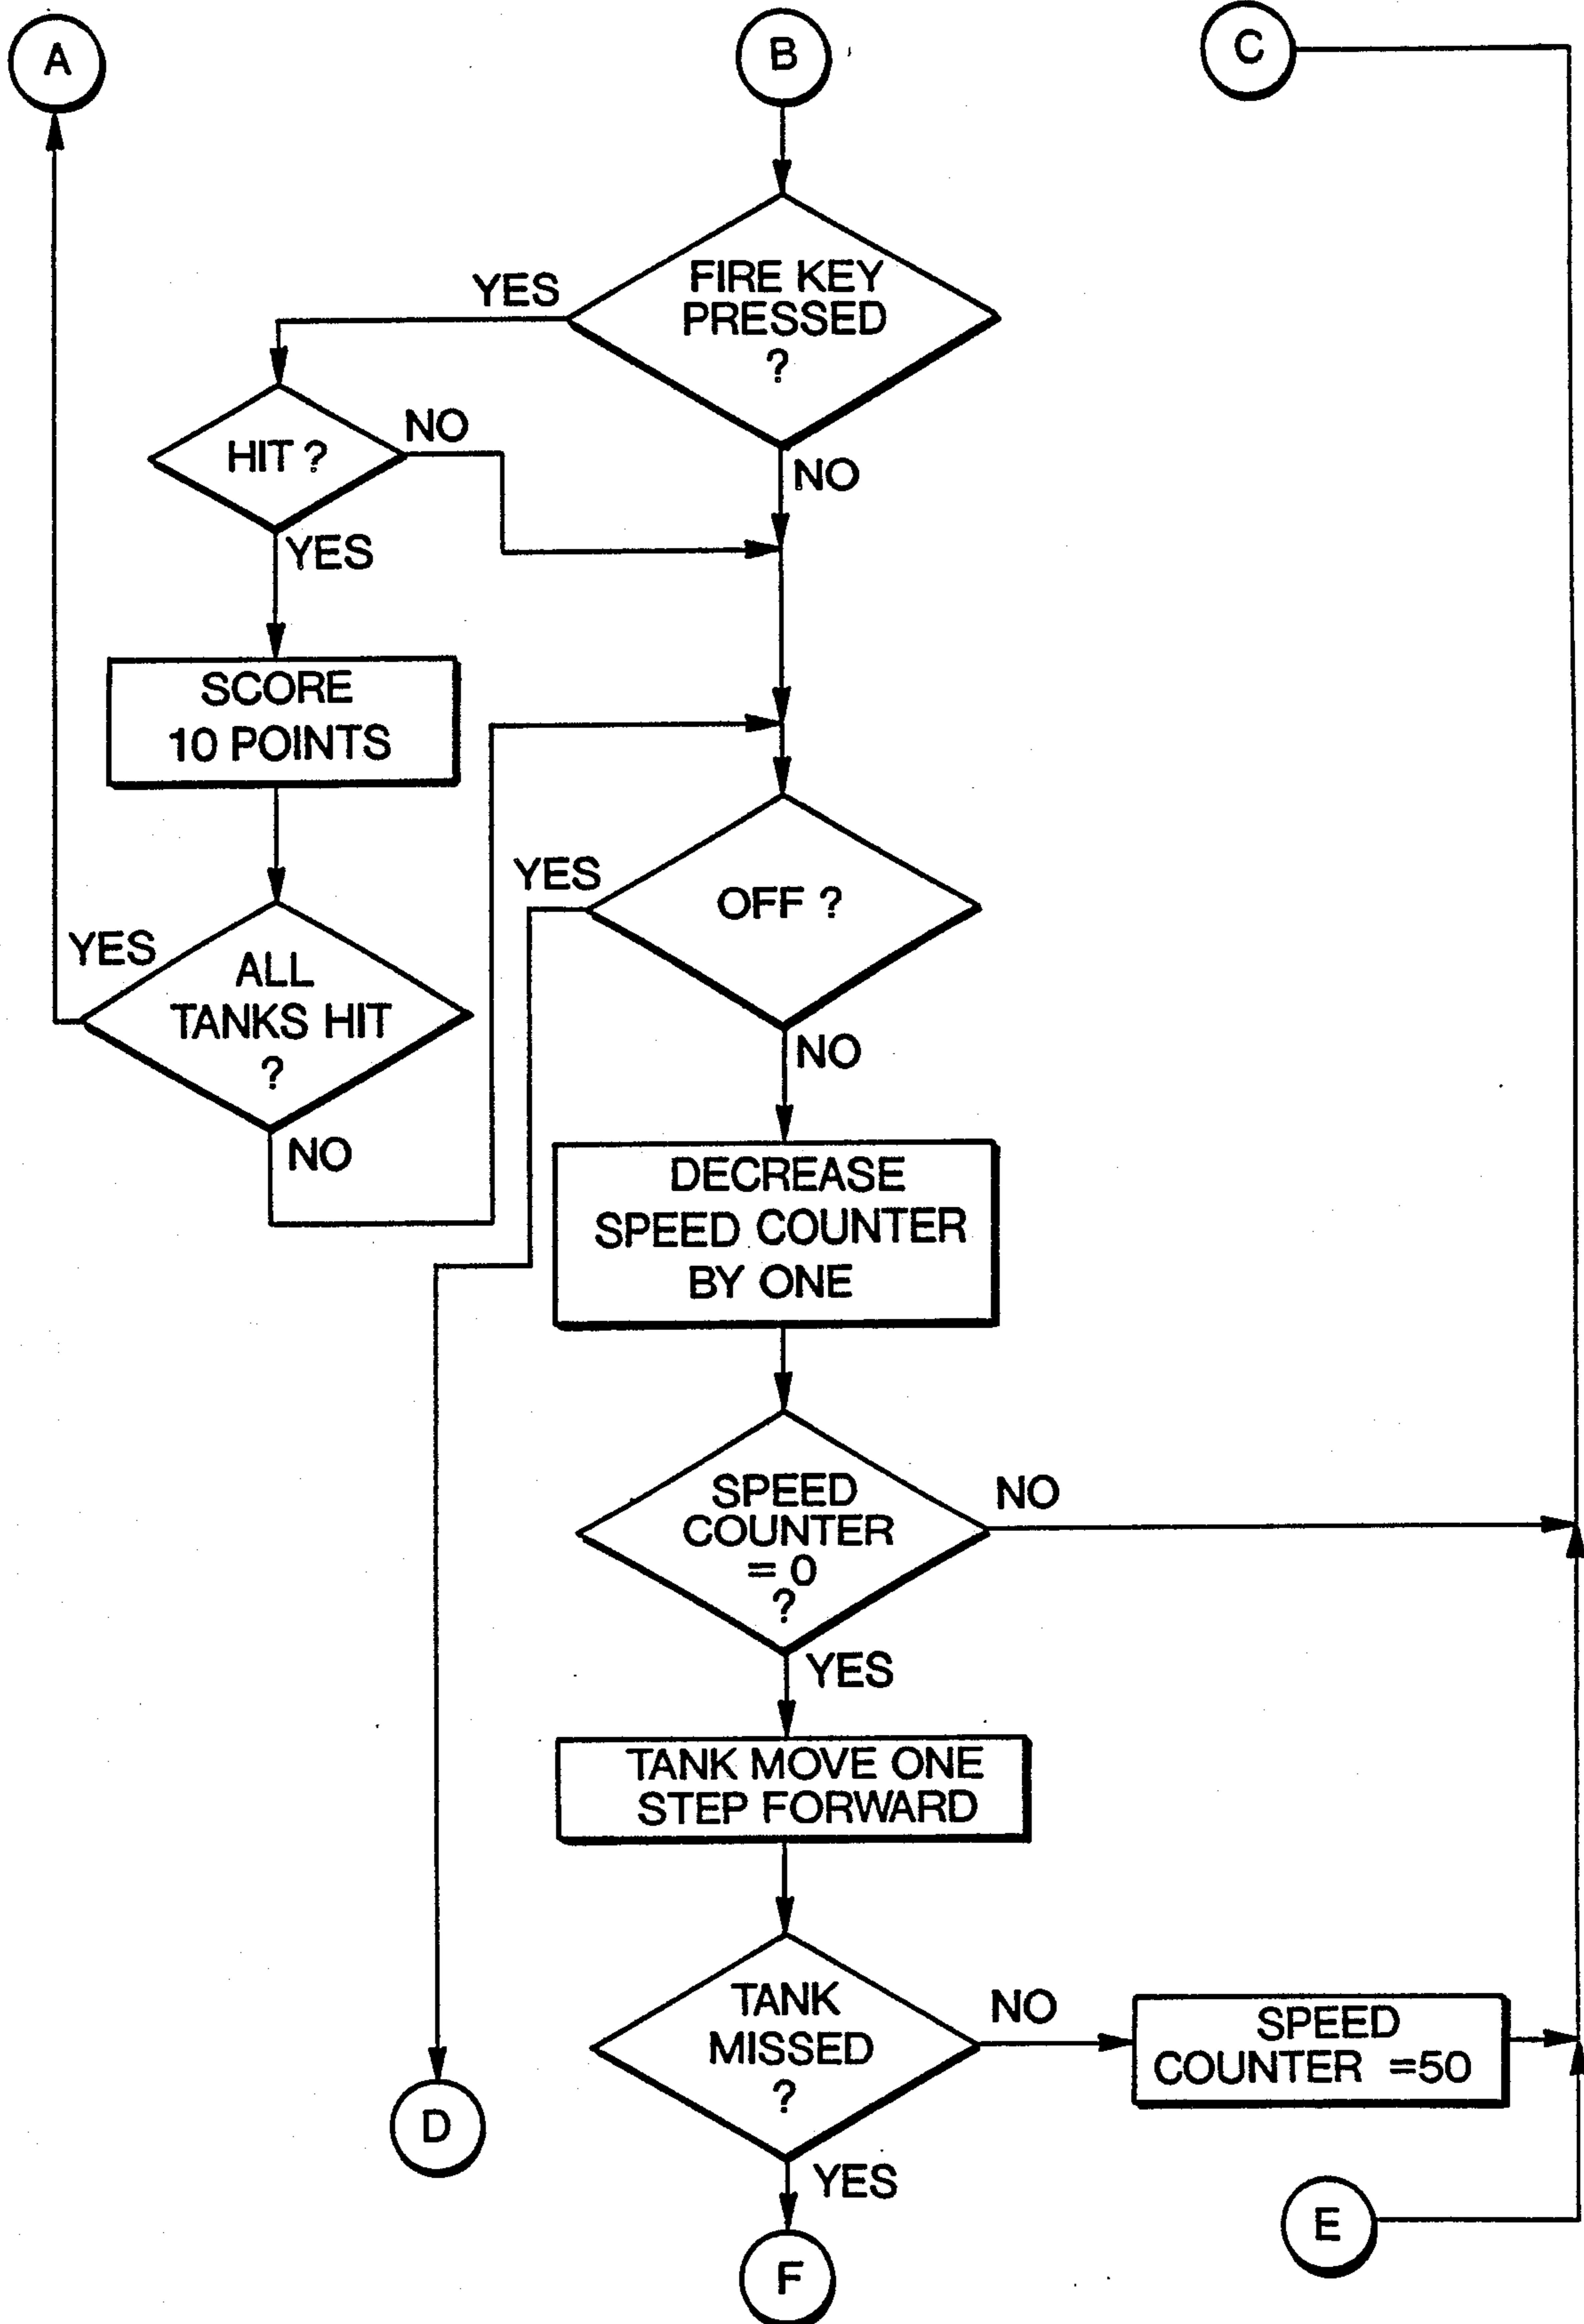 A
B
C
FIRE KEY
PRESSED
?
YES
NO
HIT ?
NO
YES
SCORE
10 POINTS
ALL
TANKS HIT
?
YES
NO
OFF ?
YES
NO
DECREASE
SPEED COUNTER
BY ONE
SPEED
COUNTER
= 0
?
NO
YES
TANK MOVE ONE
STEP FORWARD
TANK
MISSED
?
NO
SPEED
COUNTER =50
YES
D
E
F